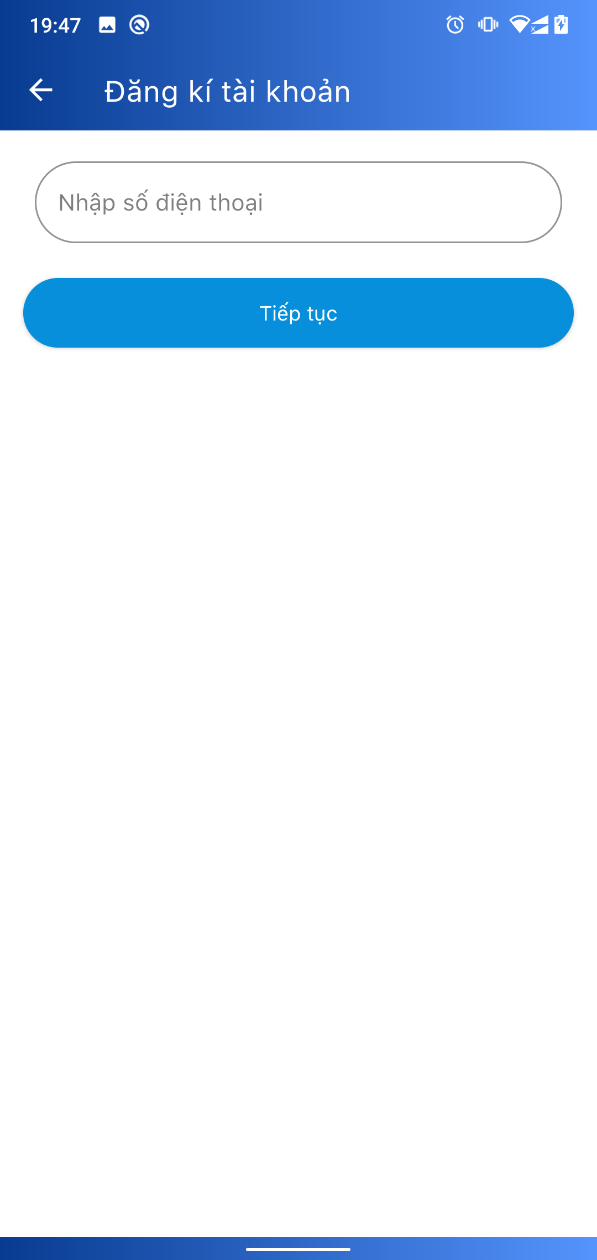 19:47
Đăng kí tài khoản
Nhập số điện thoại
Tiếp tục